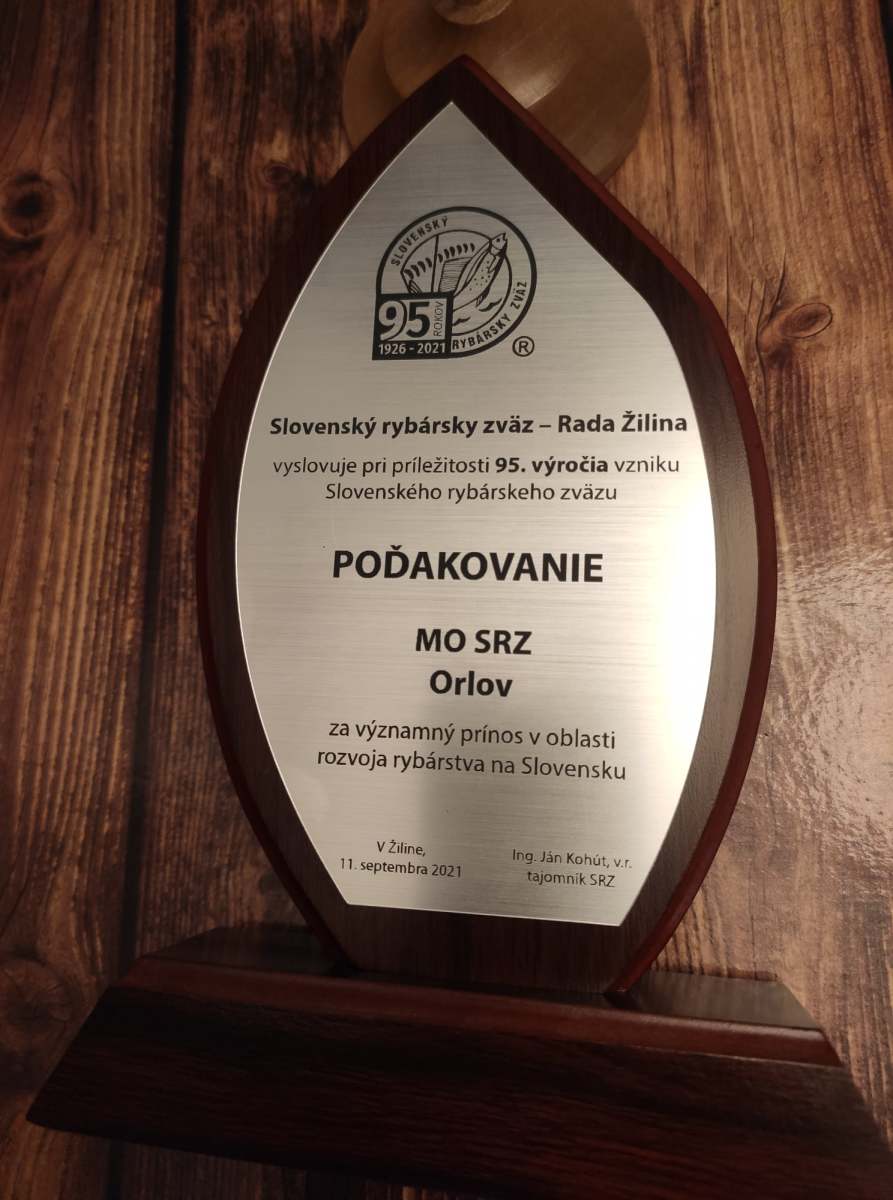 SLOVENSKÝ
RYBÁRSKY ZVÄZ
95 ROKOV
1926 - 2021
®
Slovenský rybársky zväz – Rada Žilina
vyslovuje pri príležitosti 95. výročia vzniku
Slovenského rybárskeho zväzu
POĎAKOVANIE
MO SRZ
Orlov
za významný prínos v oblasti
rozvoja rybárstva na Slovensku
V Žiline,
11. septembra 2021
Ing. Ján Kohút, v.r.
tajomník SRZ